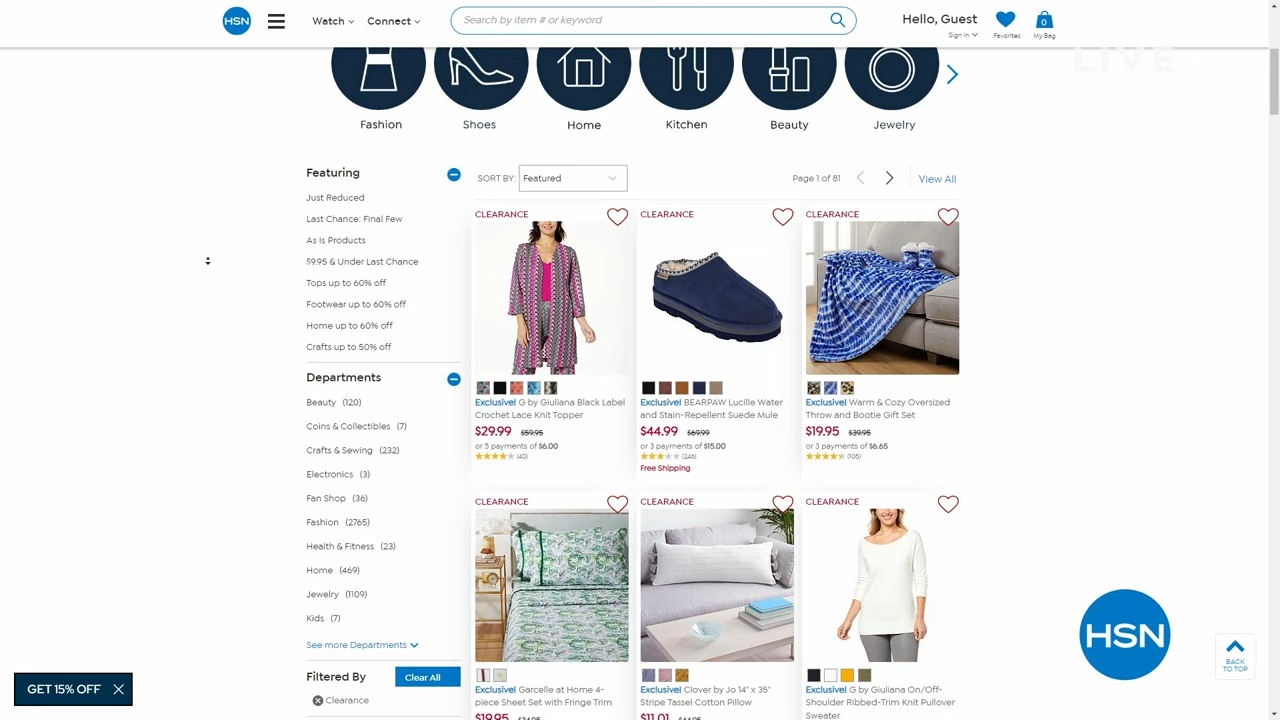 HSN
Watch
Connect
Search by item # or keyword
Hello, Guest
Sign In
Favorites
0
My Bag
LIVE
Fashion
Shoes
Home
Kitchen
Beauty
Jewelry
Featuring
Just Reduced
Last Chance: Final Few
As Is Products
$9.95 & Under Last Chance
Tops up to 60% off
Footwear up to 60% off
Home up to 60% off
Crafts up to 50% off
Departments
Beauty (120)
Coins & Collectibles (7)
Crafts & Sewing (232)
Electronics (3)
Fan Shop (36)
Fashion (2765)
Health & Fitness (23)
Home (469)
Jewelry (1109)
Kids (7)
See more Departments
Filtered By
Clear All
Clearance
SORT BY:
Featured
Page 1 of 81
View All
CLEARANCE
Exclusive! G by Giuliana Black Label
Crochet Lace Knit Topper
$29.99 $59.95
or 5 payments of $6.00
(40)
CLEARANCE
Exclusive! BEARPAW Lucille Water
and Stain-Repellent Suede Mule
$44.99 $69.99
or 3 payments of $15.00
(246)
Free Shipping
CLEARANCE
Exclusive! Warm & Cozy Oversized
Throw and Bootie Gift Set
$19.95 $39.95
or 3 payments of $6.65
(105)
CLEARANCE
Exclusive! Garcelle at Home 4-
piece Sheet Set with Fringe Trim
$19.95 $34.95
CLEARANCE
Exclusive! Clover by Jo 14" x 35"
Stripe Tassel Cotton Pillow
$11.01 $44.95
CLEARANCE
Exclusive! G by Giuliana On/Off-
Shoulder Ribbed-Trim Knit Pullover
Sweater
GET 15% OFF
HSN
BACK
TO TOP